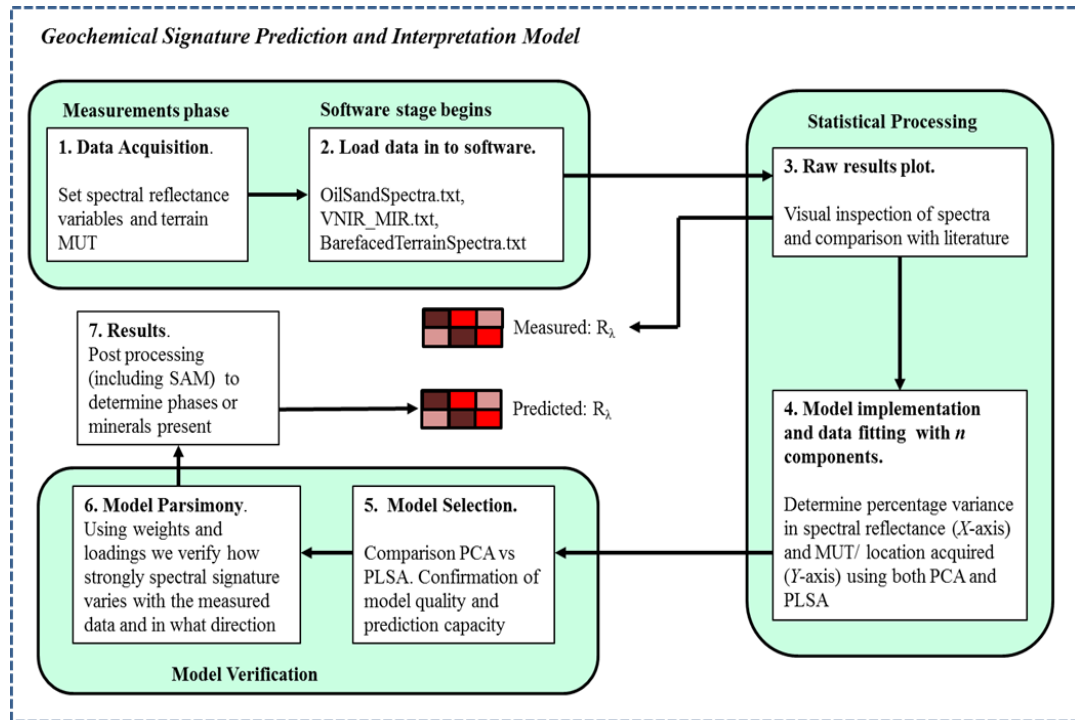 Geochemical Signature Prediction and Interpretation Model
Measurements phase
Software stage begins
1. Data Acquisition.
Set spectral reflectance
variables and terrain
MUT
2. Load data in to software.
OilSandSpectra.txt,
VNIR_MIR.txt,
BarefacedTerrainSpectra.txt
Statistical Processing
3. Raw results plot.
Visual inspection of spectra
and comparison with literature
Measured: Rλ
Predicted: Rλ
4. Model implementation
and data fitting with n
components.
Determine percentage variance
in spectral reflectance (X-axis)
and MUT/ location acquired
(Y-axis) using both PCA and
PLSA
5. Model Selection.
Comparison PCA vs
PLSA. Confirmation of
model quality and
prediction capacity
6. Model Parsimony.
Using weights and
loadings we verify how
strongly spectral signature
varies with the measured
data and in what direction
Model Verification
7. Results.
Post processing
(including SAM) to
determine phases or
minerals present